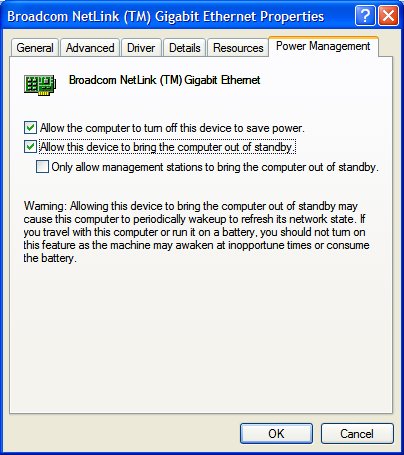 Broadcom NetLink (TM) Gigabit Ethernet Properties
General Advanced Driver Details Resources Power Management
Broadcom NetLink (TM) Gigabit Ethernet
Allow the computer to turn off this device to save power.
Allow this device to bring the computer out of standby.
Only allow management stations to bring the computer out of standby.
Warning: Allowing this device to bring the computer out of standby may
cause this computer to periodically wakeup to refresh its network state. If
you travel with this computer or run it on a battery, you should not turn on
this feature as the machine may awaken at inopportune times or consume
the battery.
OK Cancel